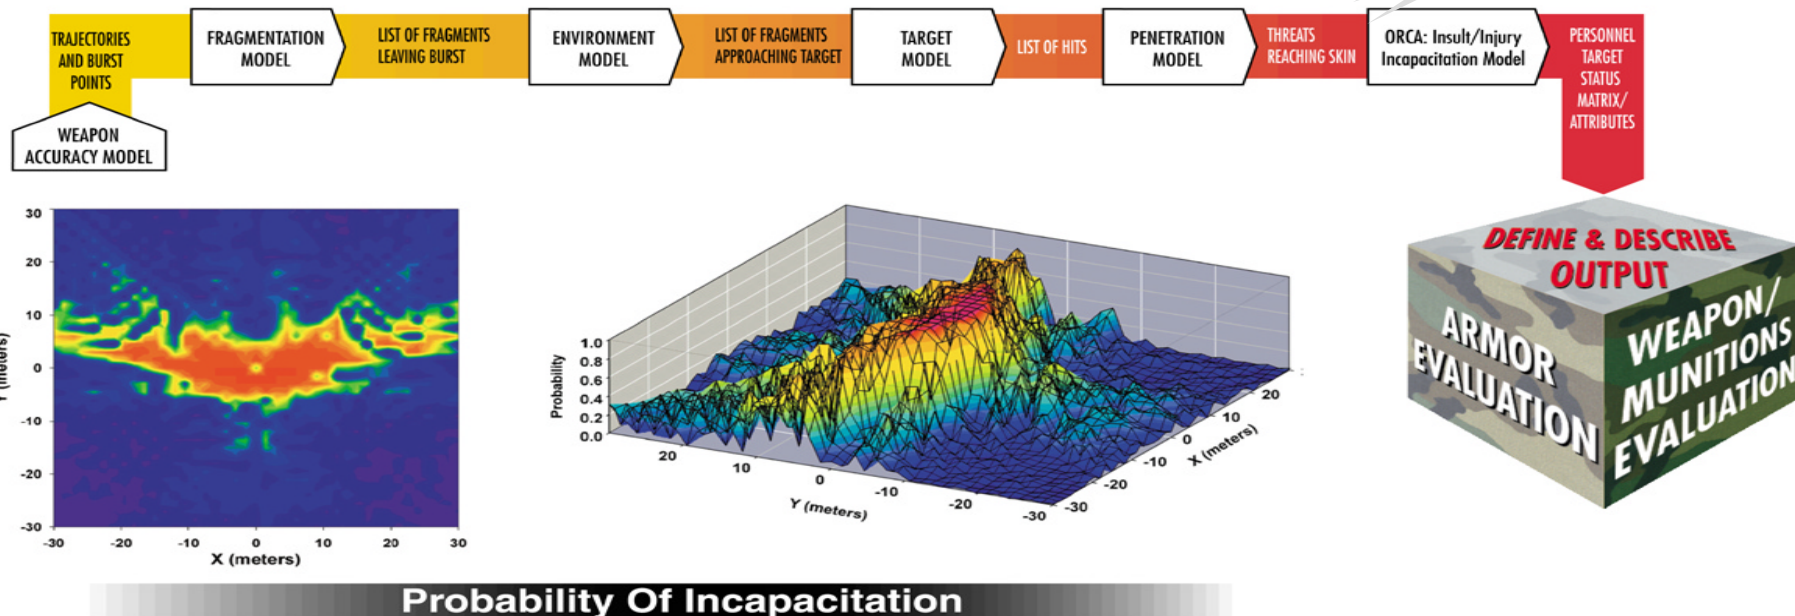 TRAJECTORIES
AND BURST
POINTS
WEAPON
ACCURACY MODEL
FRAGMENTATION
MODEL
LIST OF FRAGMENTS
LEAVING BURST
ENVIRONMENT
MODEL
LIST OF FRAGMENTS
APPROACHING TARGET
TARGET
MODEL
LIST OF HITS
PENETRATION
MODEL
THREATS
REACHING SKIN
ORCA: Insult/Injury
Incapacitation Model
PERSONNEL
TARGET
STATUS
MATRIX/
ATTRIBUTES
30
20
10
0
-10
-20
-30
Y (meters)
-30 -20 -10 0 10 20 30
X (meters)
1.0
0.8
0.6
0.4
0.2
0.0
Probability
20 10 0 -10 -20 -30
Y (meters)
-30 -20 -10 0 10 20
X (meters)
DEFINE & DESCRIBE
OUTPUT
ARMOR
EVALUATION
WEAPON/
MUNITIONS
EVALUATION
Probability Of Incapacitation